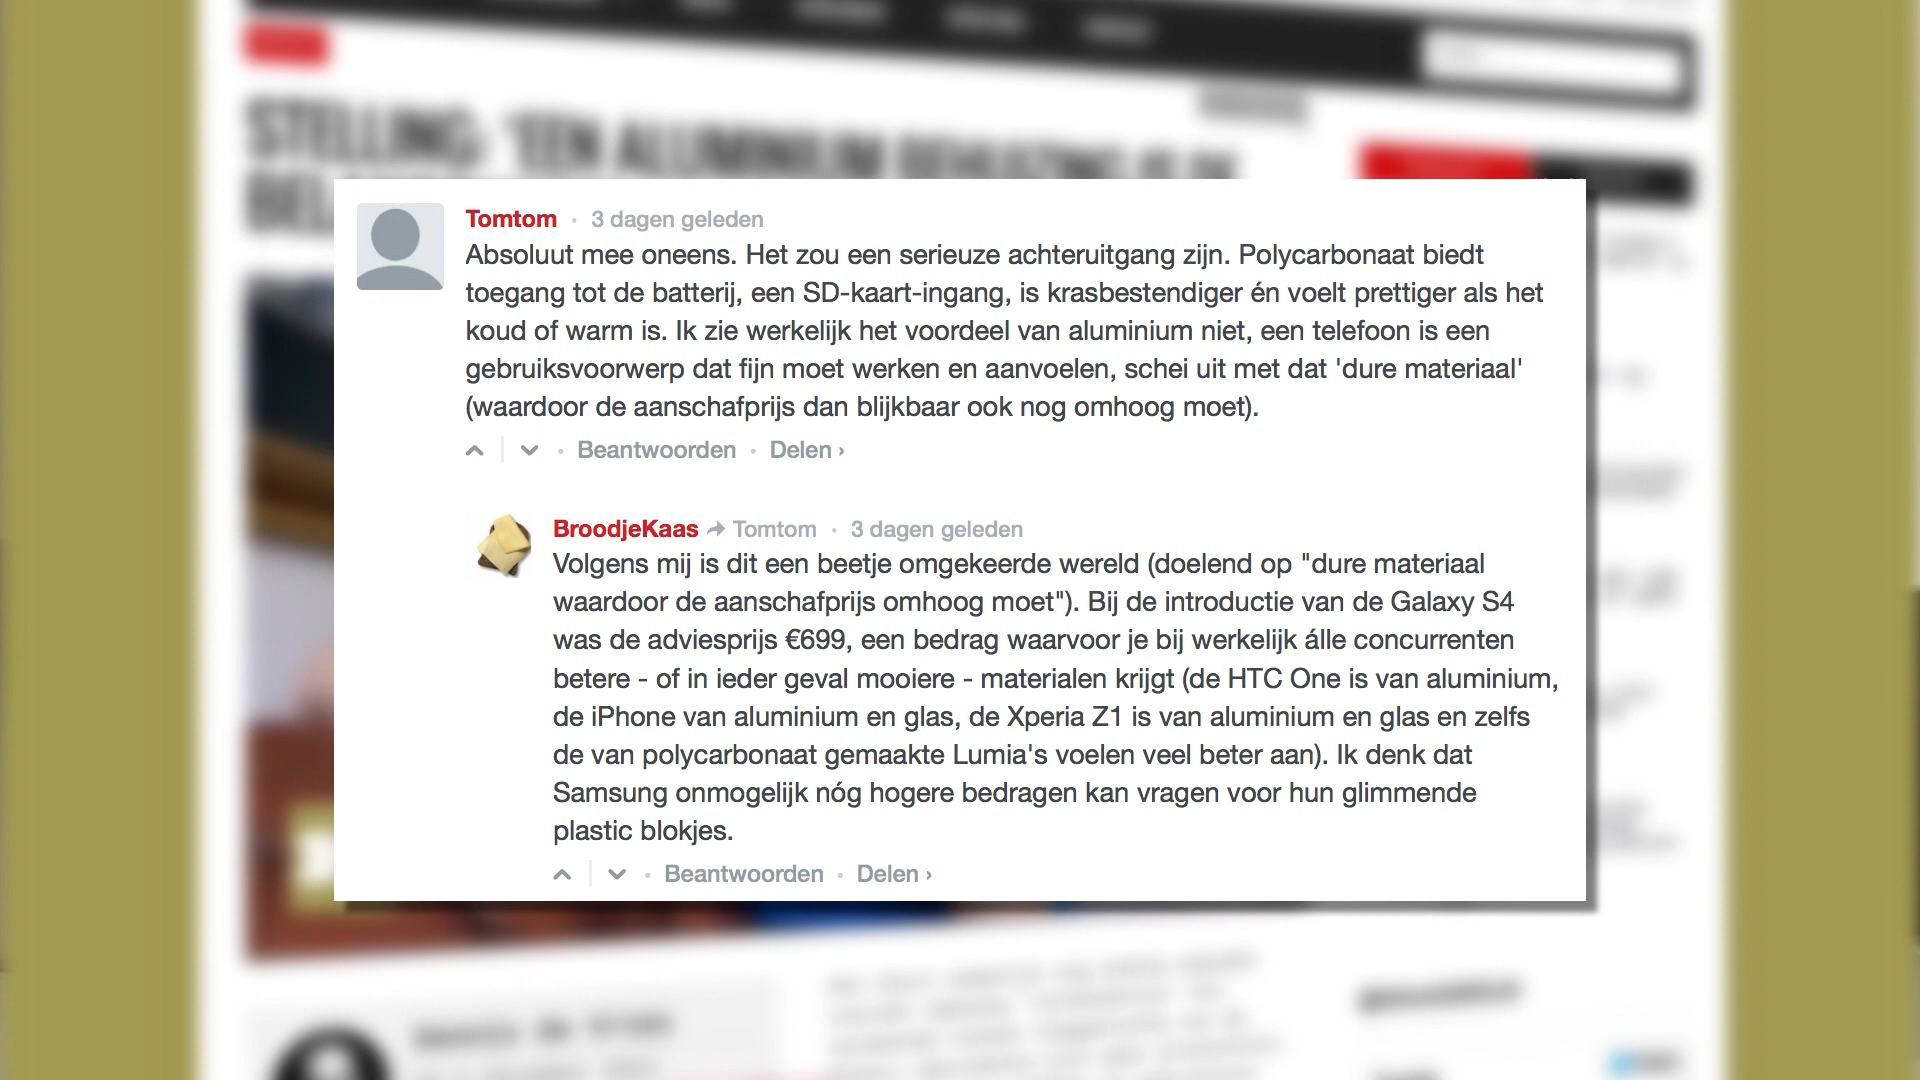 STELLING: 'EEN ALUMINIUM BEHUIZING IS DE
Tomtom • 3 dagen geleden
Absoluut mee oneens. Het zou een serieuze achteruitgang zijn. Polycarbonaat biedt
toegang tot de batterij, een SD-kaart-ingang, is krasbestendiger én voelt prettiger als het
koud of warm is. Ik zie werkelijk het voordeel van aluminium niet, een telefoon is een
gebruiksvoorwerp dat fijn moet werken en aanvoelen, schei uit met dat 'dure materiaal'
(waardoor de aanschafprijs dan blijkbaar ook nog omhoog moet).
• Beantwoorden • Delen ›
BroodjeKaas Tomtom • 3 dagen geleden
Volgens mij is dit een beetje omgekeerde wereld (doelend op "dure materiaal
waardoor de aanschafprijs omhoog moet"). Bij de introductie van de Galaxy S4
was de adviesprijs €699, een bedrag waarvoor je bij werkelijk álle concurrenten
betere - of in ieder geval mooiere - materialen krijgt (de HTC One is van aluminium,
de iPhone van aluminium en glas, de Xperia Z1 is van aluminium en glas en zelfs
de van polycarbonaat gemaakte Lumia's voelen veel beter aan). Ik denk dat
Samsung onmogelijk nóg hogere bedragen kan vragen voor hun glimmende
plastic blokjes.
• Beantwoorden • Delen ›